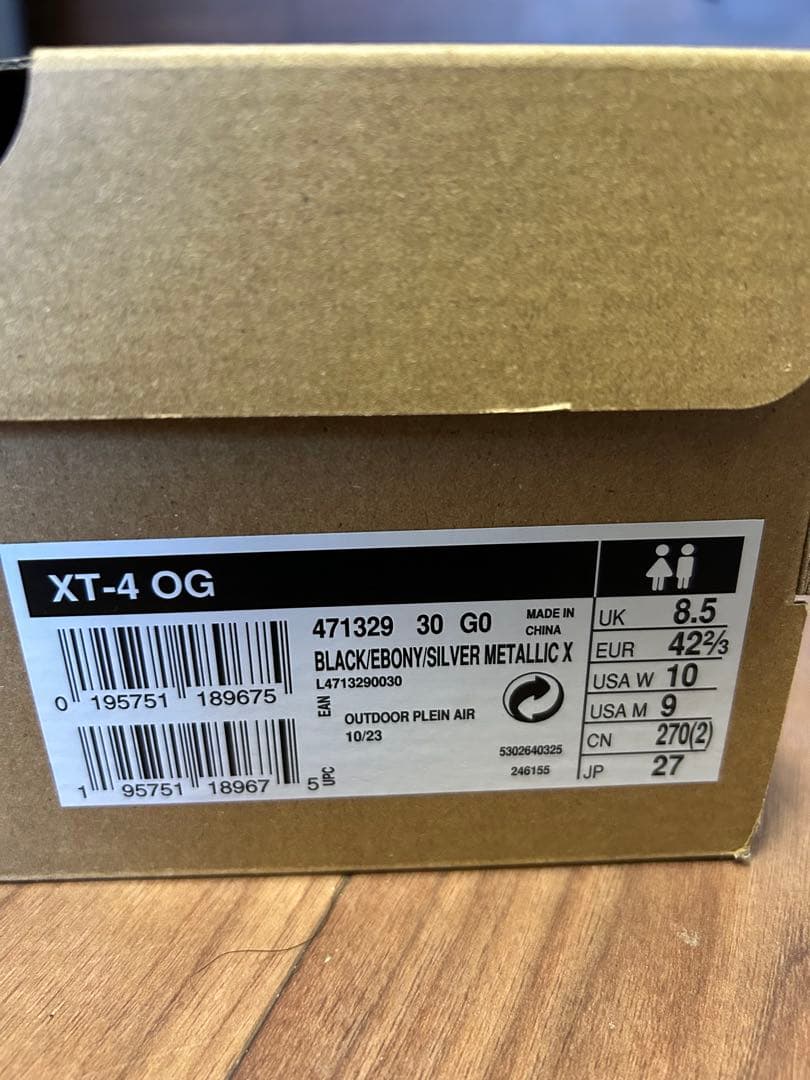 XT-4 OG
471329 30 G0
MADE IN
CHINA
BLACK/EBONY/SILVER METALLIC X
L4713290030
EAN
0 195751 189675
OUTDOOR PLEIN AIR
10/23
5302640325
246155
UPC
1 95751 18967 5
UK 8.5
EUR 42⅔
USA W 10
USA M 9
CN 270(2)
JP 27